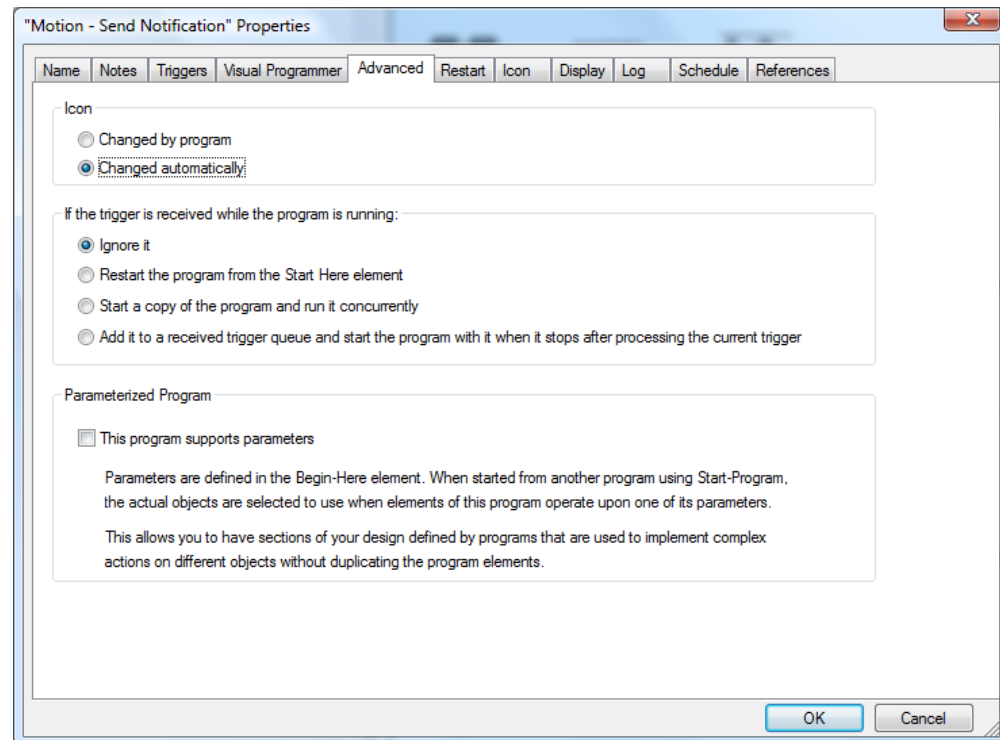 "Motion - Send Notification" Properties
Name Notes Triggers Visual Programmer Advanced Restart Icon Display Log Schedule References
Icon
Changed by program
Changed automatically
If the trigger is received while the program is running:
Ignore it
Restart the program from the Start Here element
Start a copy of the program and run it concurrently
Add it to a received trigger queue and start the program with it when it stops after processing the current trigger
Parameterized Program
This program supports parameters
Parameters are defined in the Begin-Here element. When started from another program using Start-Program,
the actual objects are selected to use when elements of this program operate upon one of its parameters.
This allows you to have sections of your design defined by programs that are used to implement complex
actions on different objects without duplicating the program elements.
OK Cancel